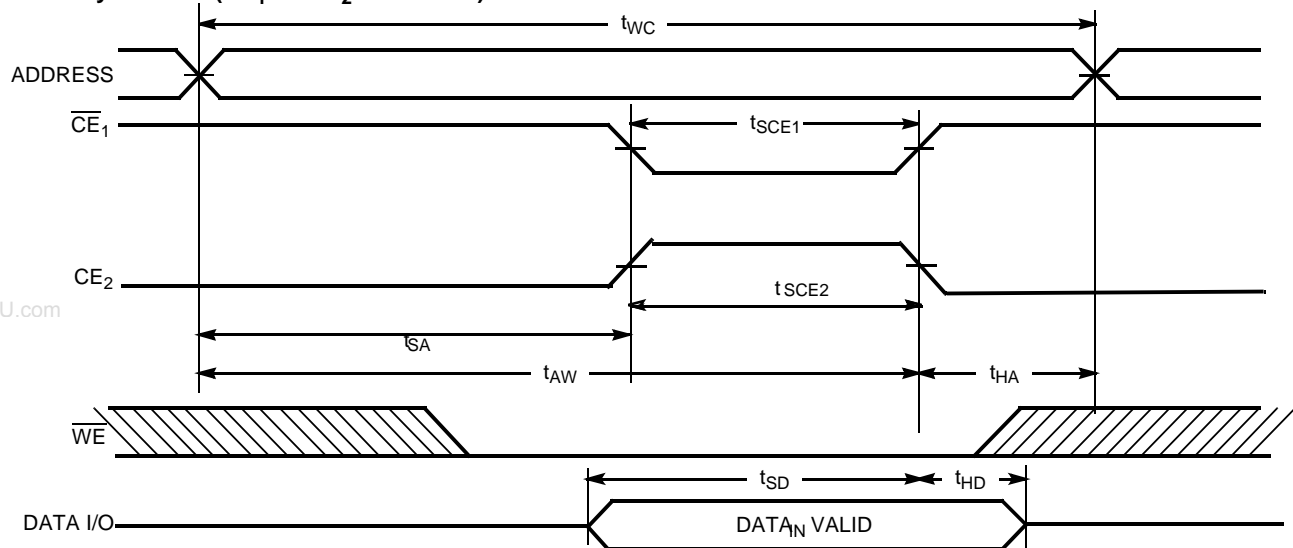 tWC
ADDRESS
CE1
tSCE1
CE2
tSCE2
U.com
tSA
tAW
tHA
WE
tSD
tHD
DATA I/O
DATAIN VALID